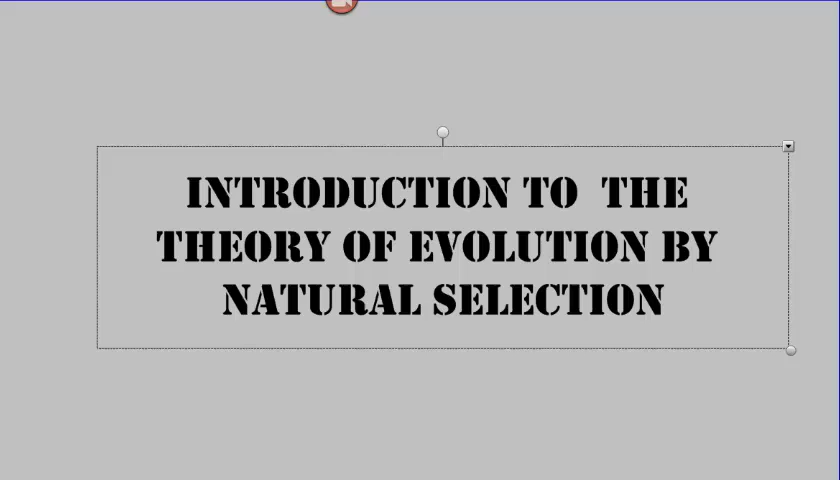 INTRODUCTION TO  THE
THEORY OF EVOLUTION BY
NATURAL SELECTION